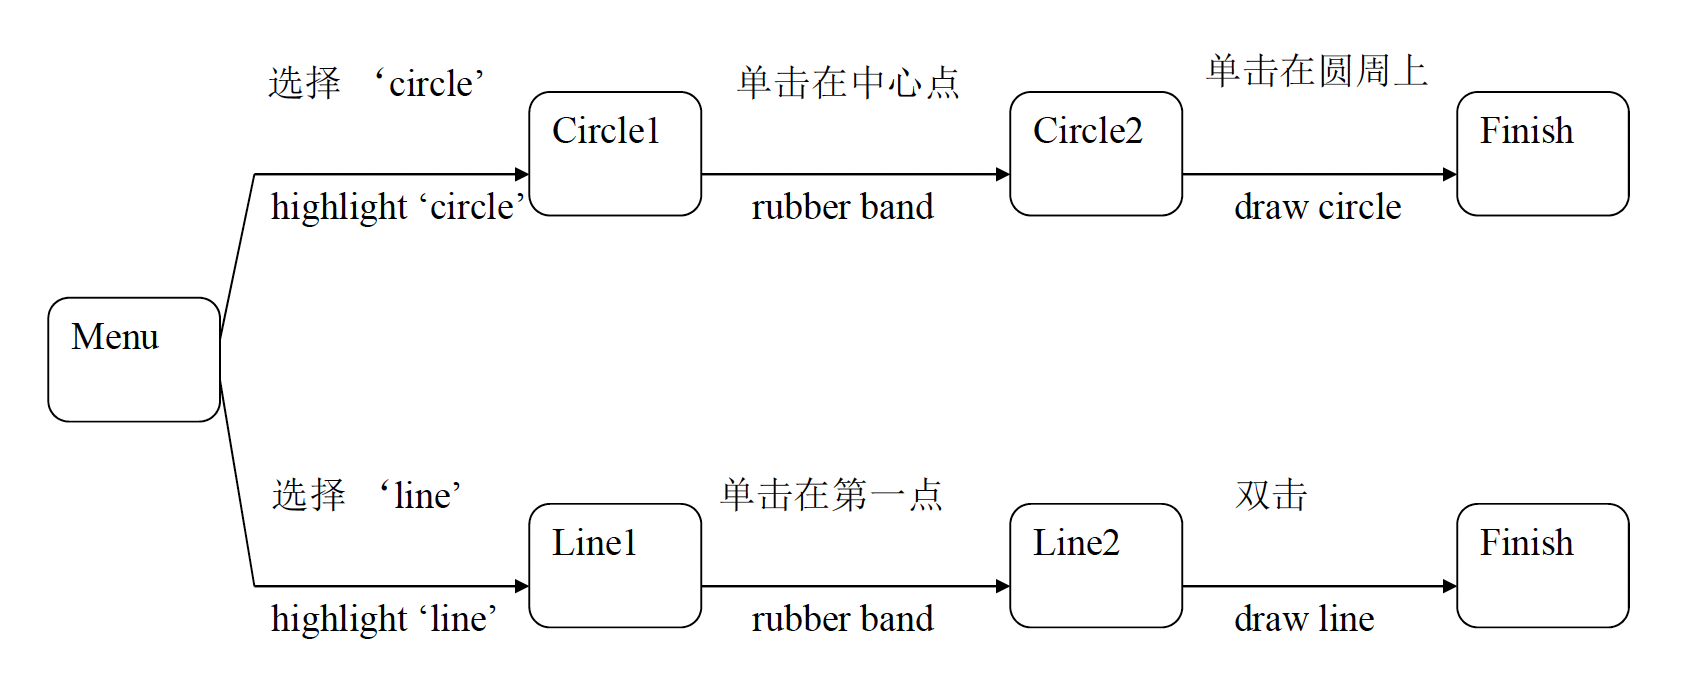 选择 ‘circle’
单击在中心点
单击在圆周上
Circle1
Circle2
Finish
highlight ‘circle’
rubber band
draw circle
Menu
选择 ‘line’
单击在第一点
双击
Line1
Line2
Finish
highlight ‘line’
rubber band
draw line